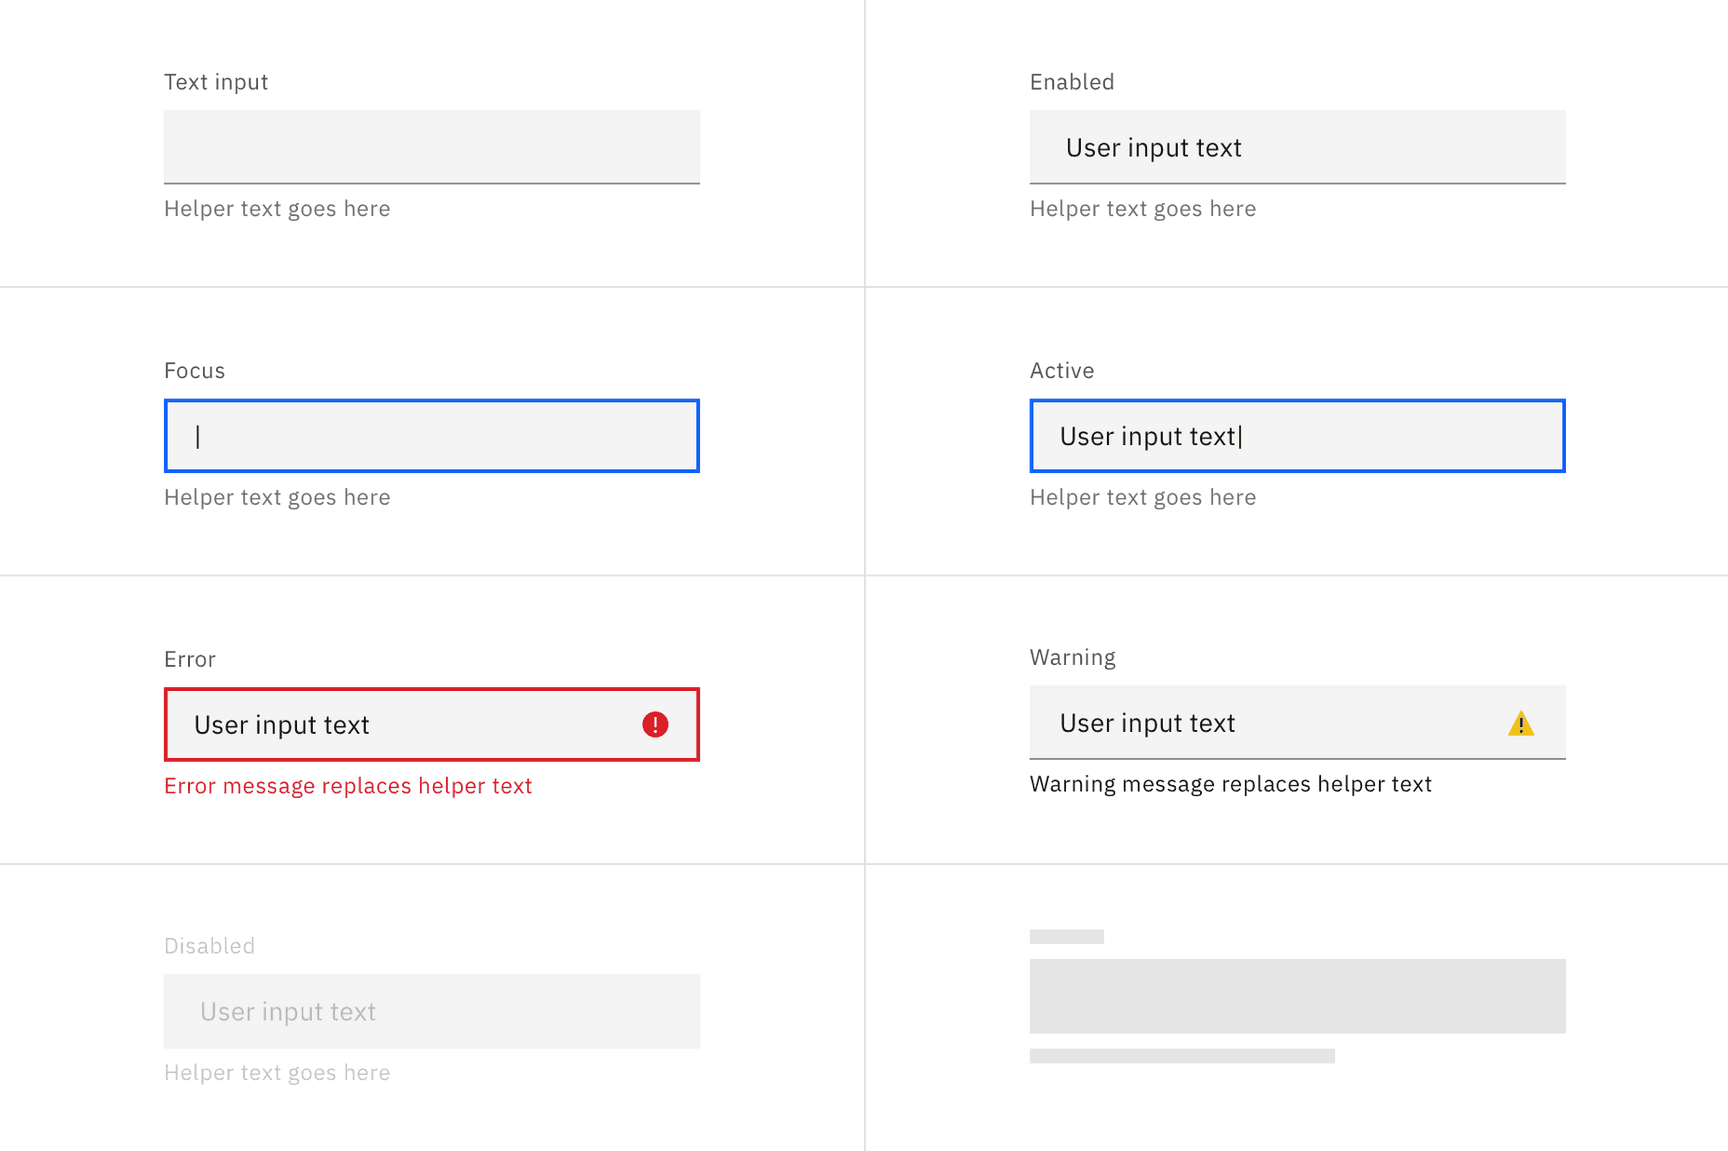 Text input
Helper text goes here
Enabled
User input text
Helper text goes here
Focus
Helper text goes here
Active
User input text
Helper text goes here
Error
User input text
Error message replaces helper text
Warning
User input text
Warning message replaces helper text
Disabled
User input text
Helper text goes here